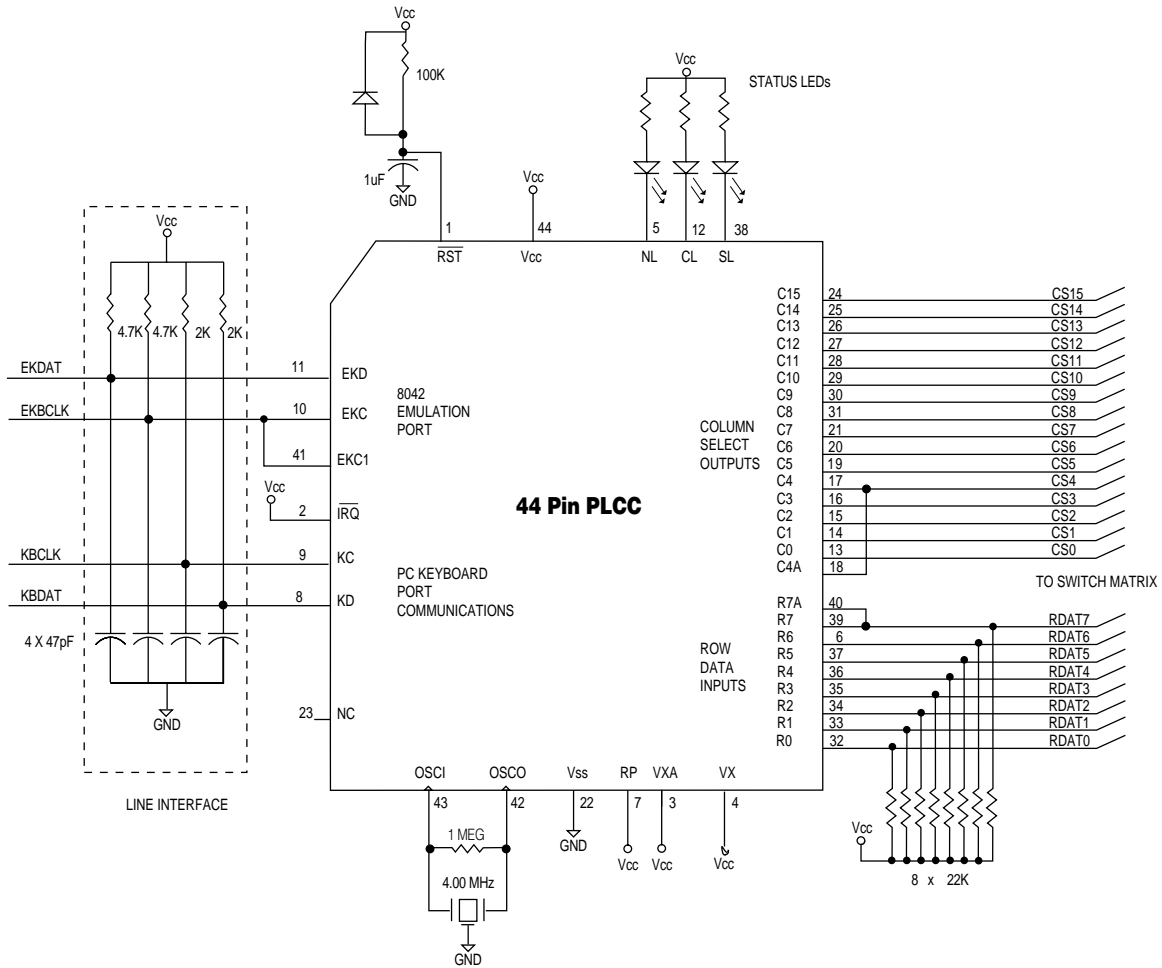 Vcc
100K
1uF
GND
Vcc
STATUS LEDs
Vcc
1
44
5
12
38
RST
Vcc
NL
CL
SL
Vcc
4.7K
4.7K
2K
2K
EKDAT
11
EKD
EKBCLK
10
EKC
41
EKC1
8042
EMULATION
PORT
Vcc
2
IRQ
KBCLK
9
KC
KBDAT
8
KD
PC KEYBOARD
PORT
COMMUNICATIONS
4 X 47pF
GND
23
NC
LINE INTERFACE
44 Pin PLCC
COLUMN
SELECT
OUTPUTS
C15 24 CS15
C14 25 CS14
C13 26 CS13
C12 27 CS12
C11 28 CS11
C10 29 CS10
C9 30 CS9
C8 31 CS8
C7 21 CS7
C6 20 CS6
C5 19 CS5
C4 17 CS4
C3 16 CS3
C2 15 CS2
C1 14 CS1
C0 13 CS0
C4A 18
TO SWITCH MATRIX
ROW
DATA
INPUTS
R7A 40
R7 39 RDAT7
R6 6 RDAT6
R5 37 RDAT5
R4 36 RDAT4
R3 35 RDAT3
R2 34 RDAT2
R1 33 RDAT1
R0 32 RDAT0
Vcc
8 x 22K
OSCI
OSCO
Vss
RP
VXA
VX
43
42
22
7
3
4
1 MEG
GND
Vcc
Vcc
Vcc
4.00 MHz
GND